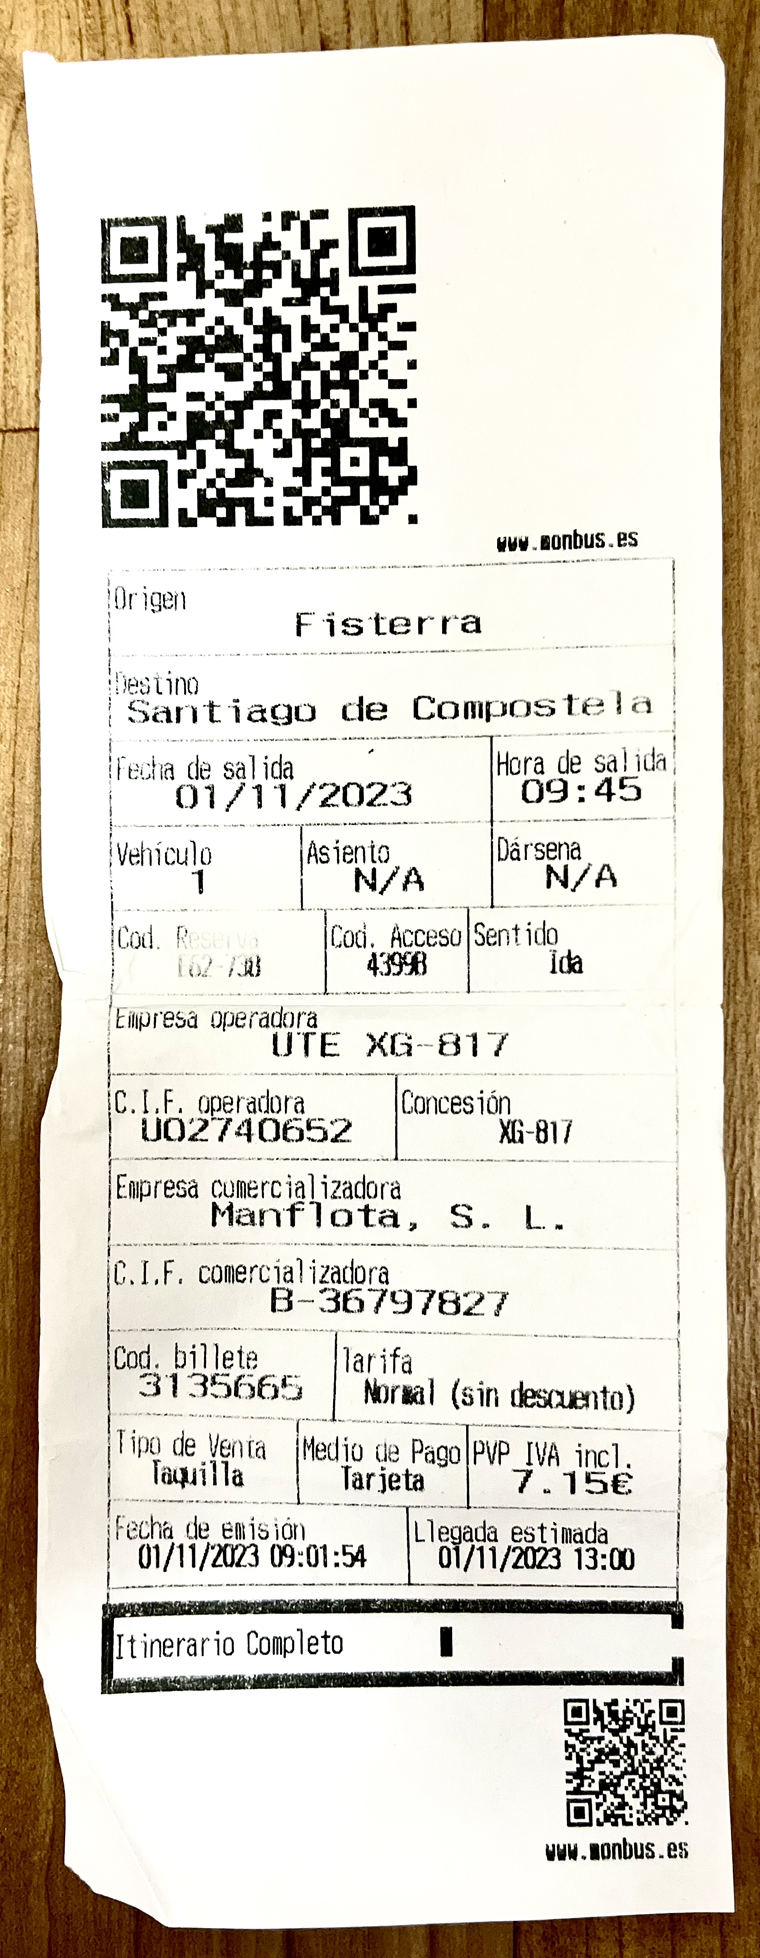 www.monbus.es
Origen
Fisterra
Destino
Santiago de Compostela
Fecha de salida
01/11/2023
Hora de salida
09:45
Vehículo
1
Asiento
N/A
Dársena
N/A
Cod. Reserva
Cod. Acceso
43998
Sentido
Ida
Empresa operadora
UTE XG-817
C.I.F. operadora
U02740652
Concesión
XG-817
Empresa comercializadora
Manflota, S. L.
C.I.F. comercializadora
B-36797827
Cod. billete
3135665
Tarifa
Normal (sin descuento)
Tipo de Venta
Taquilla
Medio de Pago
Tarjeta
PVP IVA incl.
7.15€
Fecha de emisión
01/11/2023 09:01:54
Llegada estimada
01/11/2023 13:00
Itinerario Completo
www.monbus.es